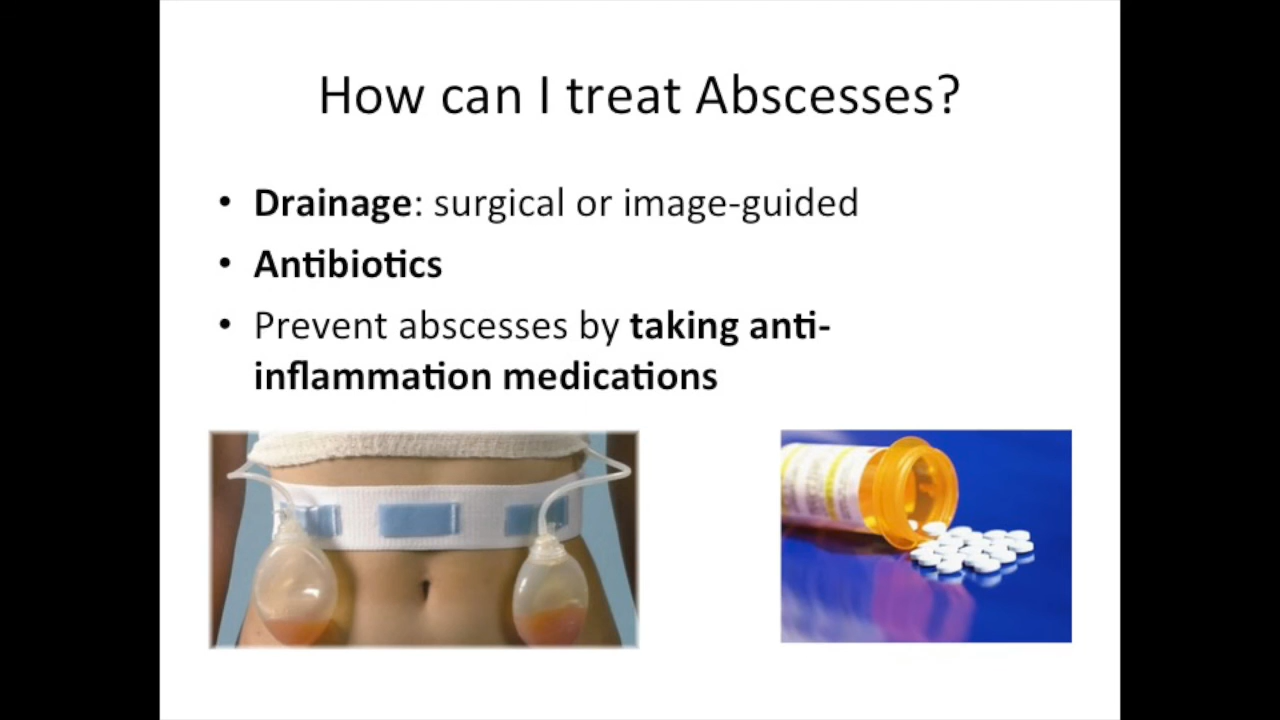 How can I treat Abscesses?
• Drainage: surgical or image-guided
• Antibiotics
• Prevent abscesses by taking anti-
inflammation medications